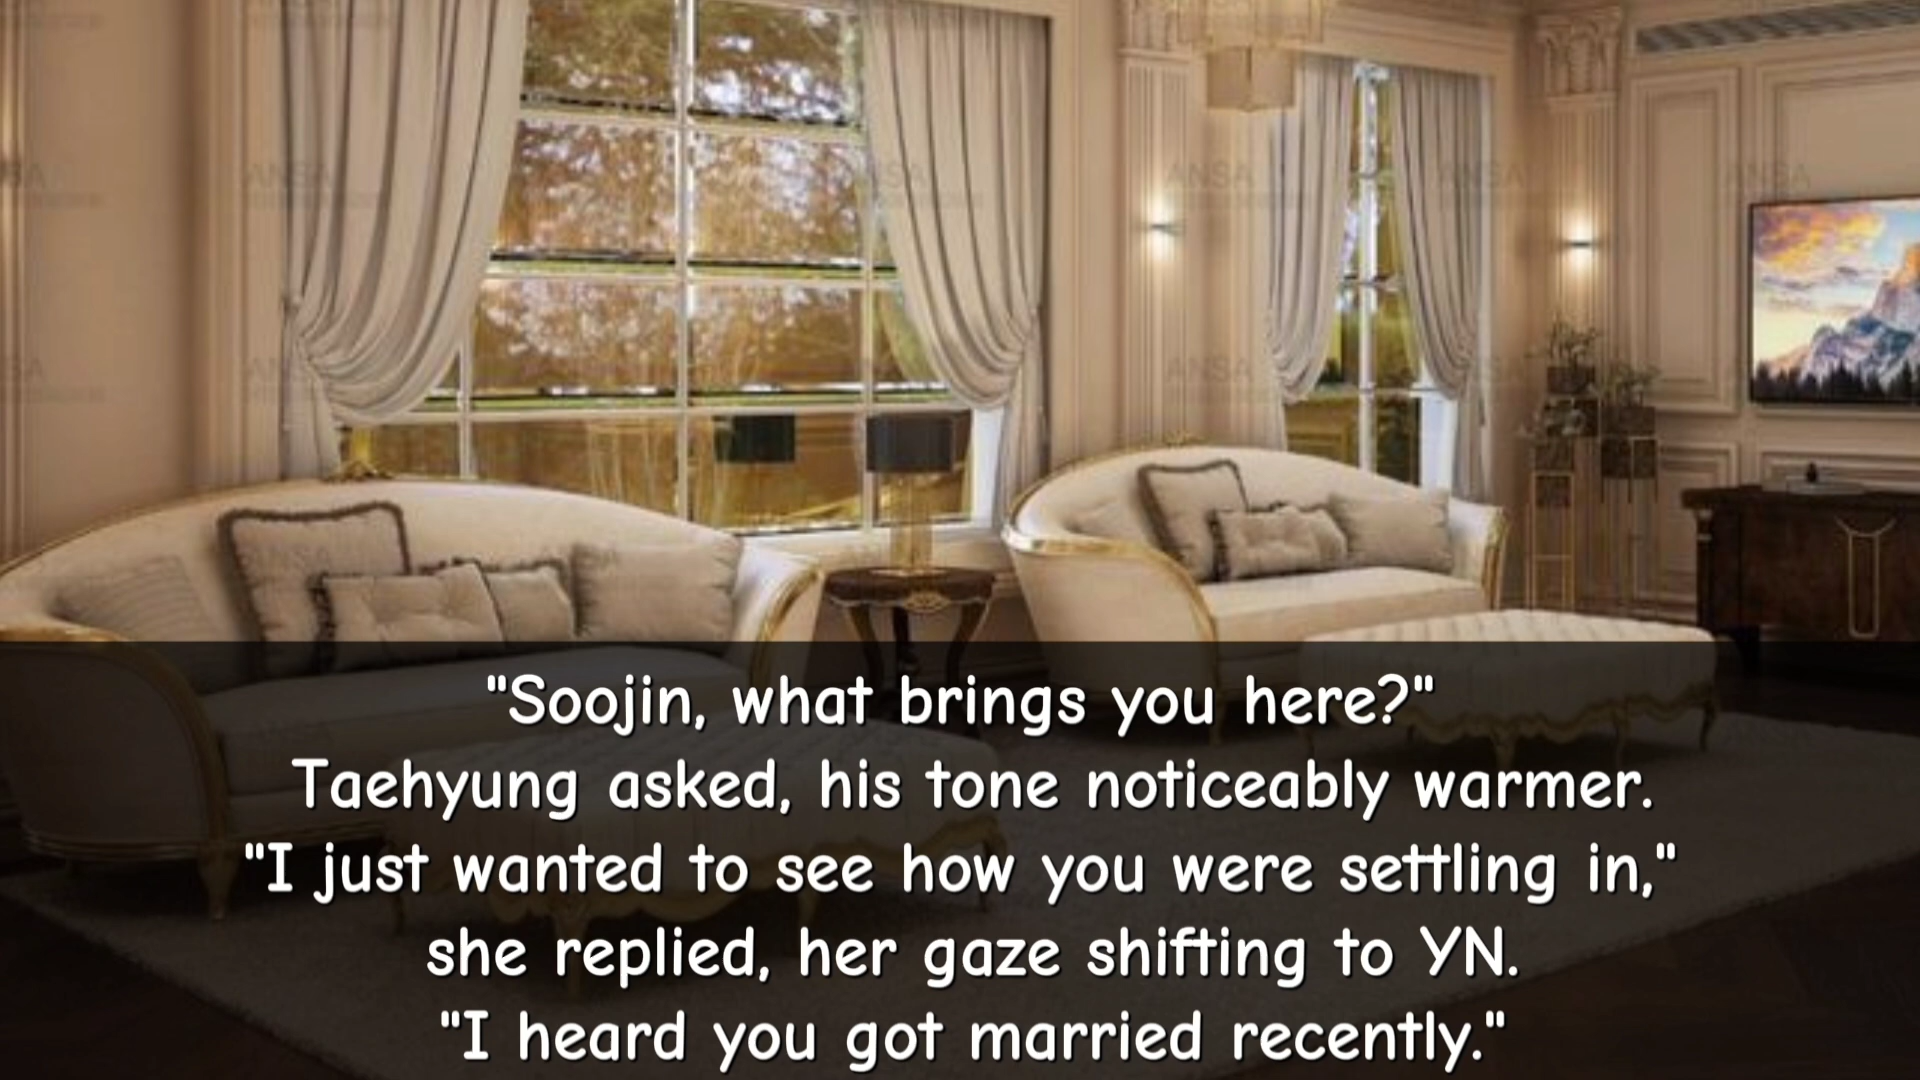 "Soojin, what brings you here?"
Taehyung asked, his tone noticeably warmer.
"I just wanted to see how you were settling in,"
she replied, her gaze shifting to YN.
"I heard you got married recently."
ANSA